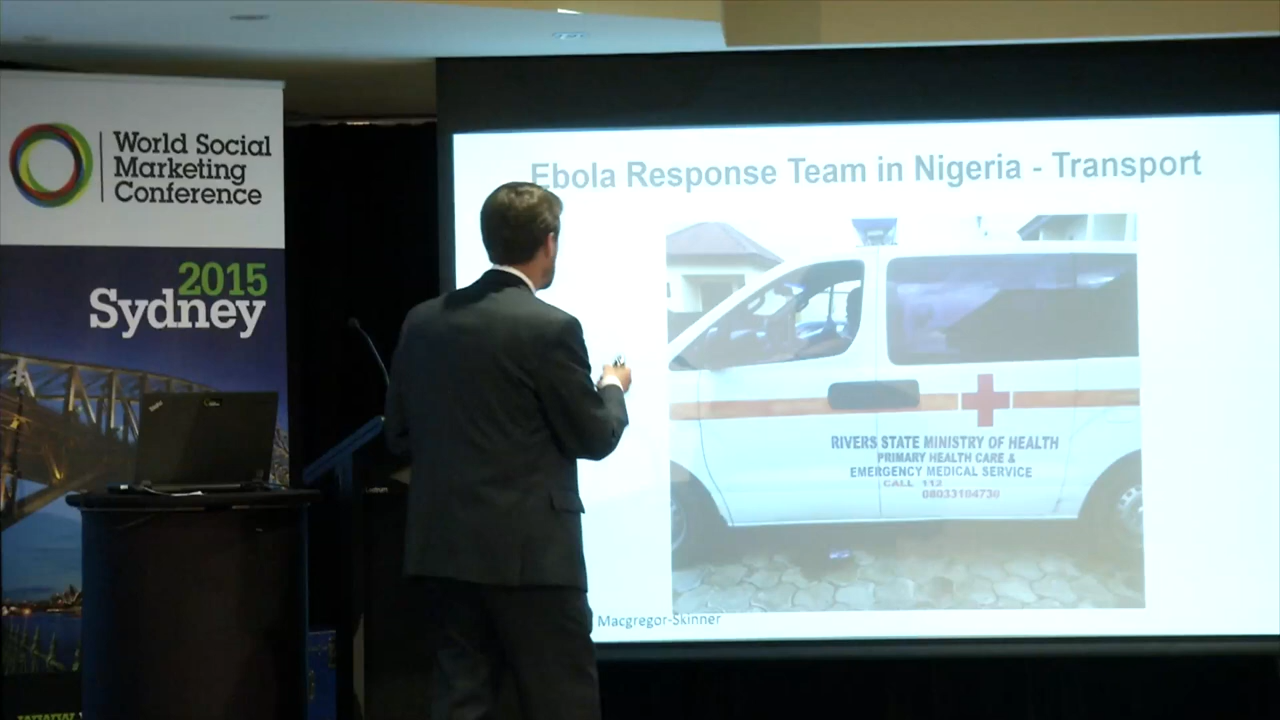 World Social
Marketing
Conference
2015
Sydney
Ebola Response Team in Nigeria - Transport
RIVERS STATE MINISTRY OF HEALTH
PRIMARY HEALTH CARE &
EMERGENCY MEDICAL SERVICE
CALL 112
08033104730
Macgregor-Skinner